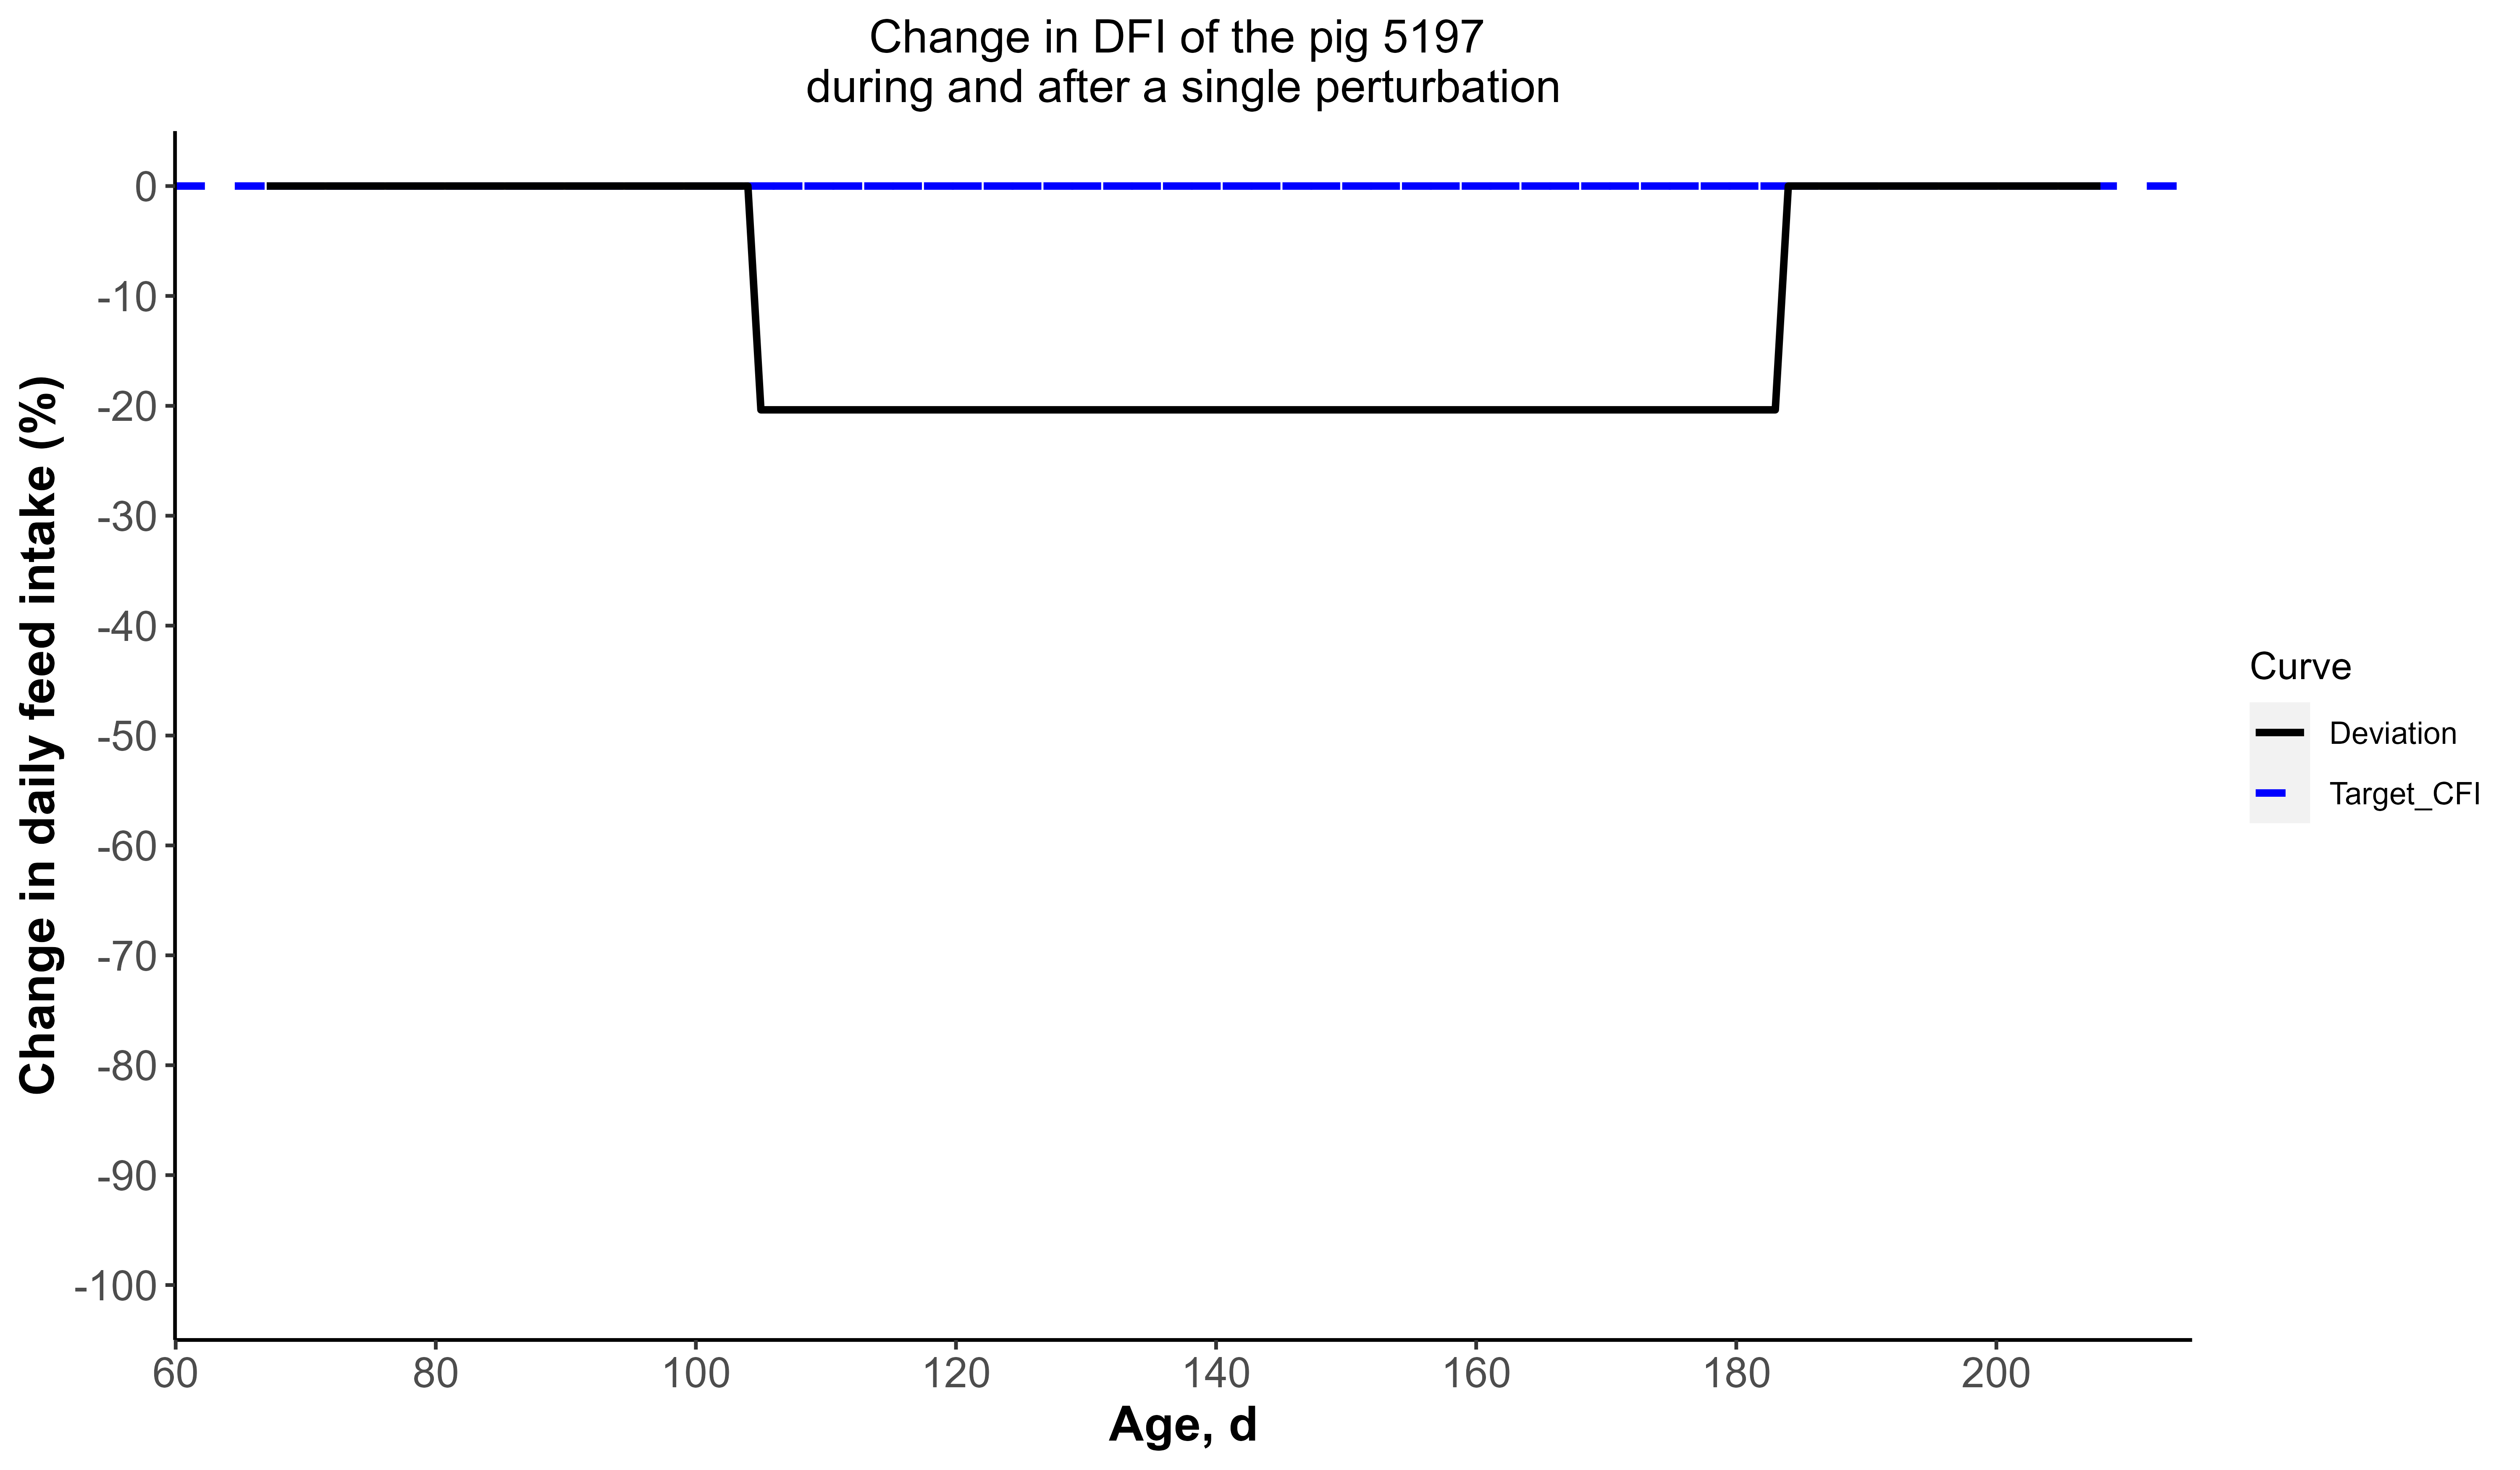 Change in DFI of the pig 5197
during and after a single perturbation
Change in daily feed intake (%)
0
-10
-20
-30
-40
-50
-60
-70
-80
-90
-100
60 80 100 120 140 160 180 200
Age, d
Curve
Deviation
Target_CFI